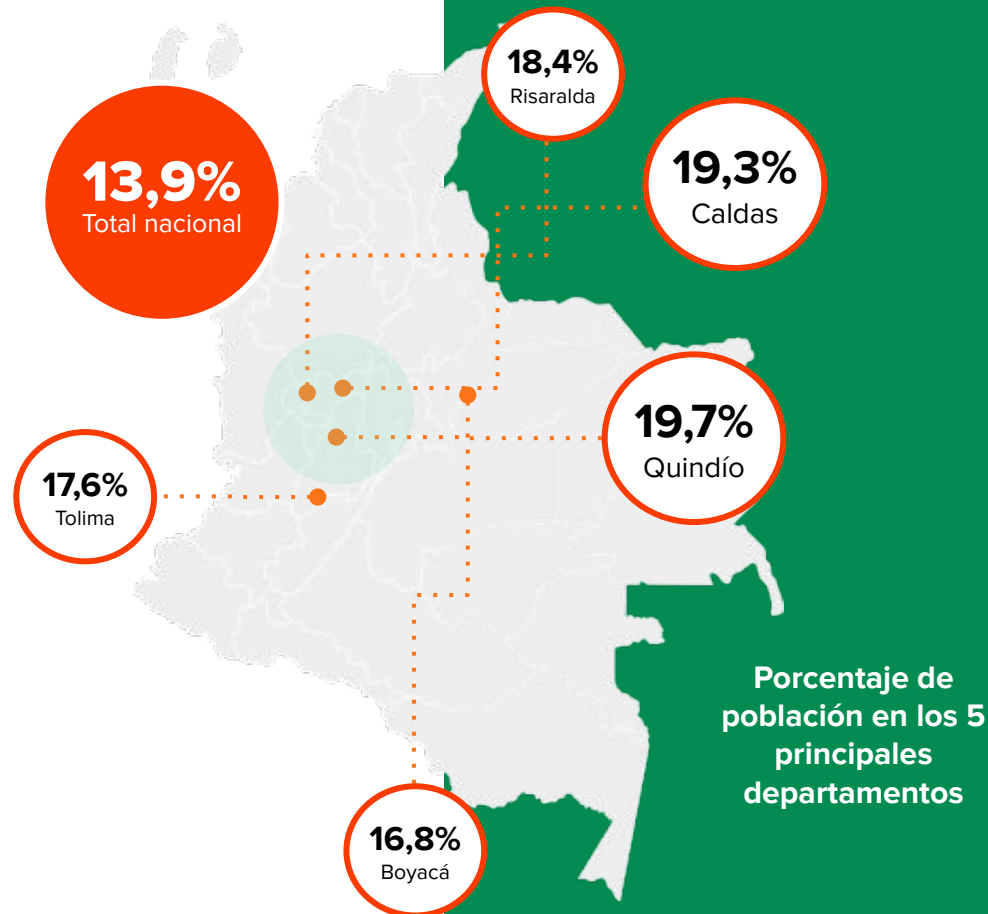 18,4%
Risaralda
13,9%
Total nacional
19,3%
Caldas
19,7%
Quindío
17,6%
Tolima
Porcentaje de
población en los 5
principales
departamentos
16,8%
Boyacá